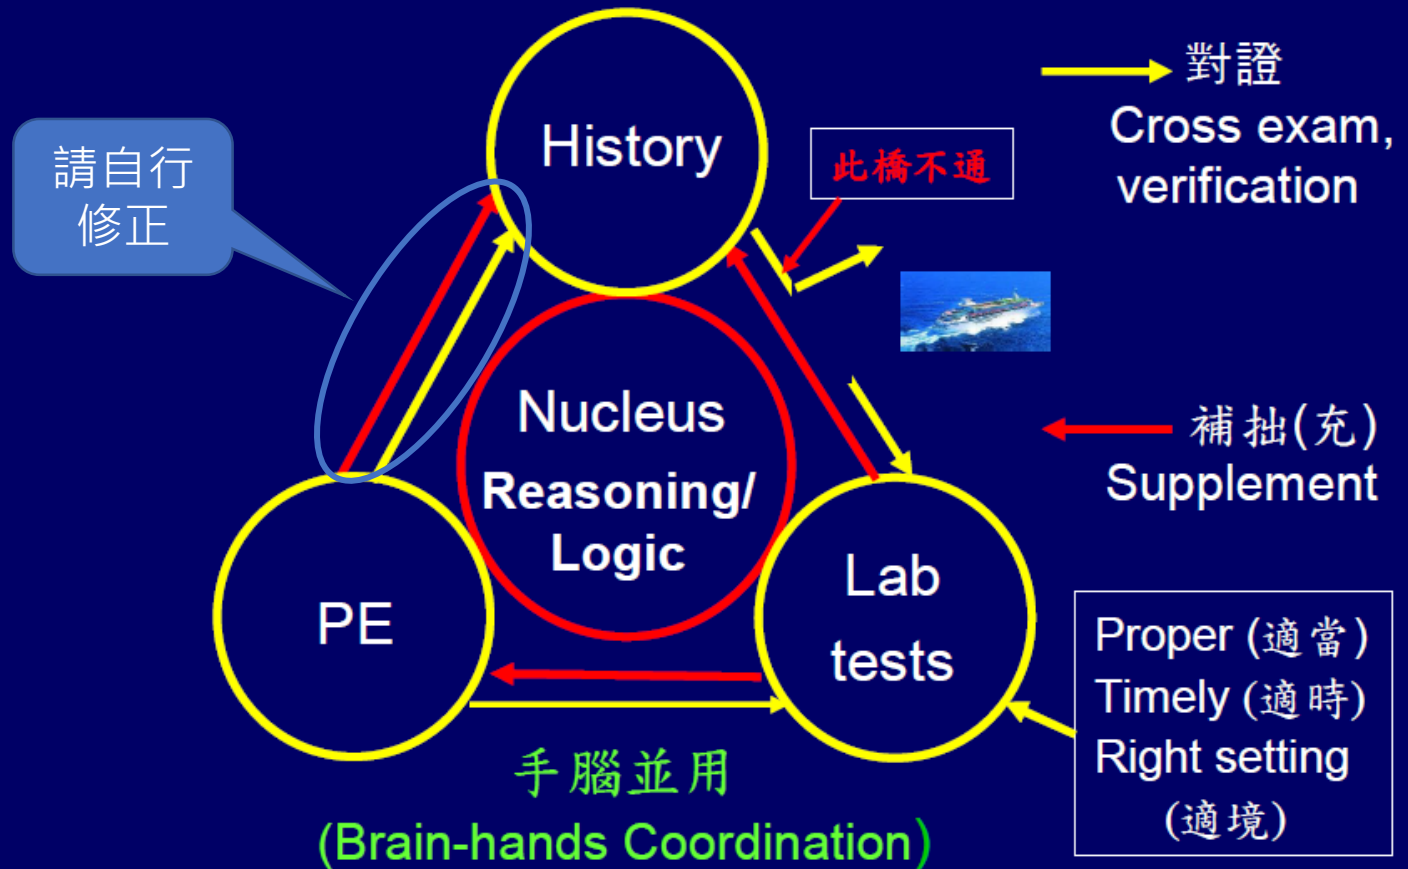 請自行
修正
History
此橋不通
對證
Cross exam,
verification
Nucleus
Reasoning/
Logic
補拙(充)
Supplement
PE
Lab
tests
Proper (適當)
Timely (適時)
Right setting
(適境)
手腦並用
(Brain-hands Coordination)